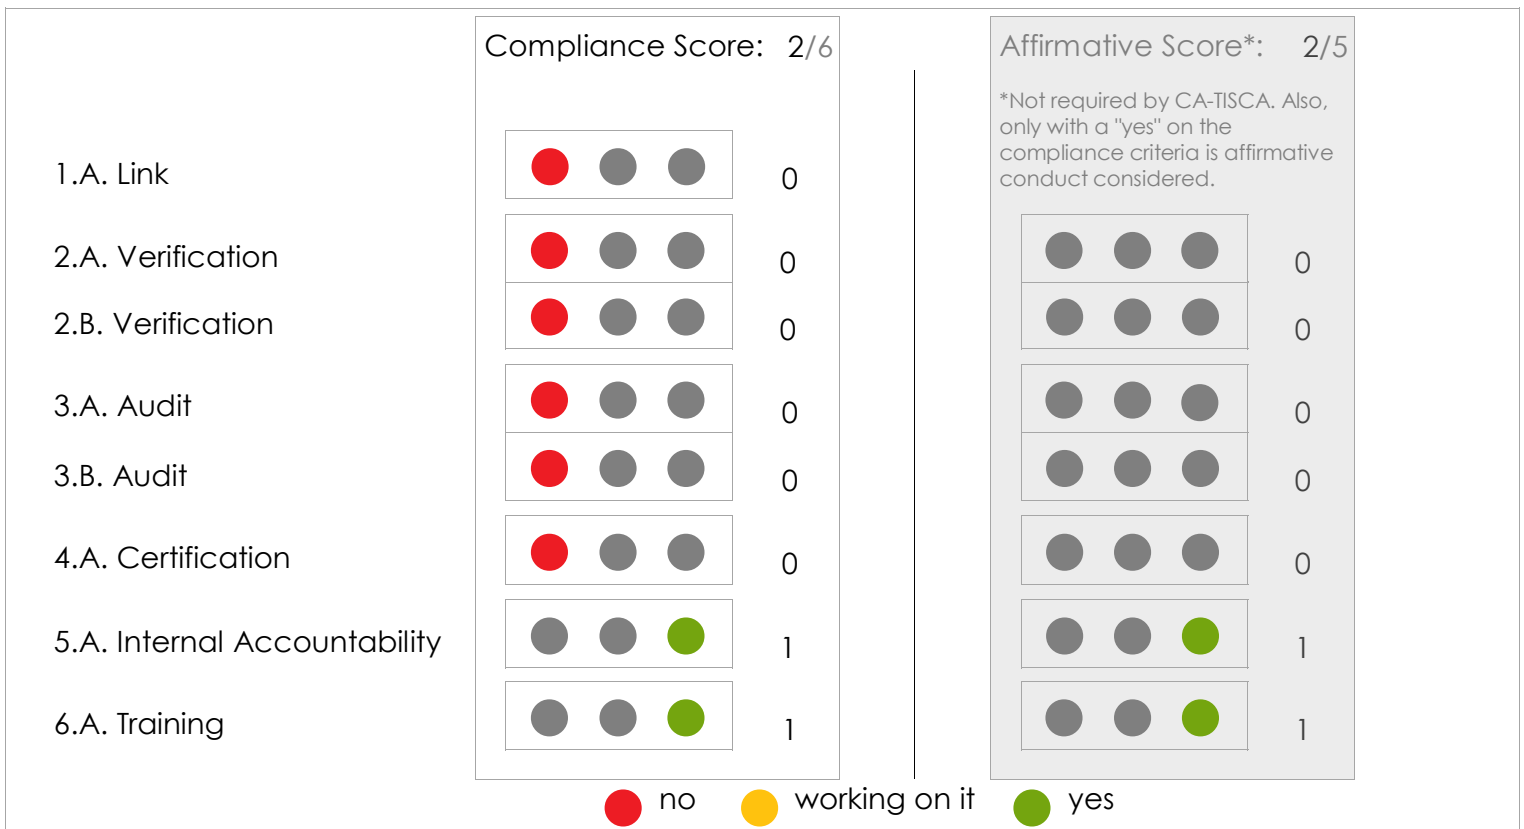 Compliance Score: 2/6
Affirmative Score*: 2/5
*Not required by CA-TISCA. Also,
only with a "yes" on the
compliance criteria is affirmative
conduct considered.
1.A. Link 0
2.A. Verification 0 0
2.B. Verification 0 0
3.A. Audit 0 0
3.B. Audit 0 0
4.A. Certification 0 0
5.A. Internal Accountability 1 1
6.A. Training 1 1
no working on it yes